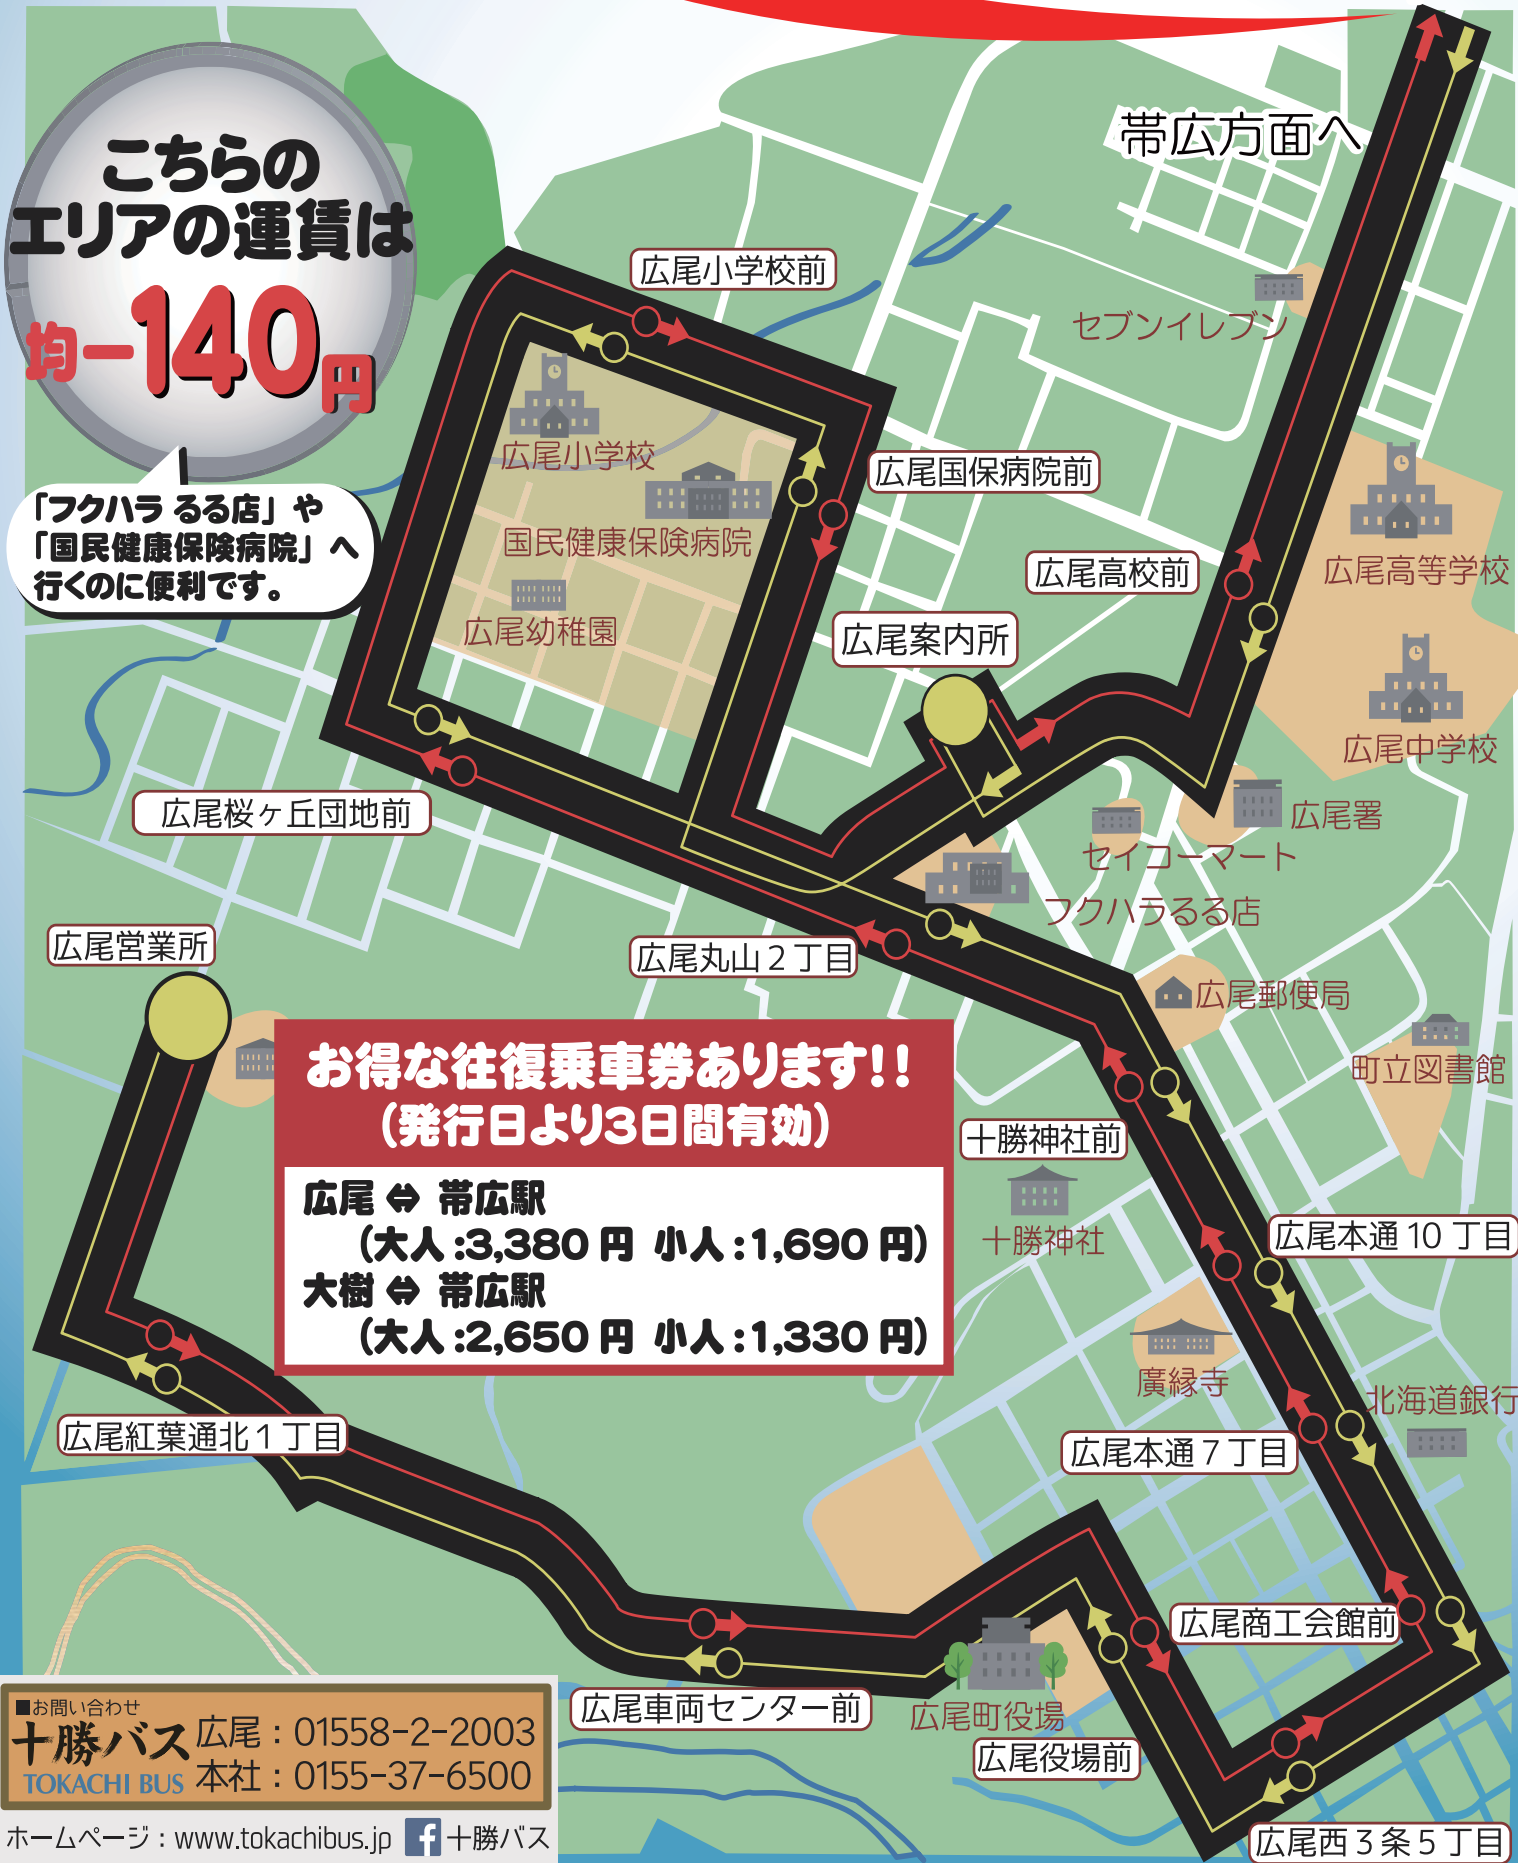 こちらの
エリアの運賃は
均一140円
「フクハラ るる店」や
「国民健康保険病院」へ
行くのに便利です。
帯広方面へ
広尾小学校前
セブンイレブン
広尾小学校
広尾国保病院前
国民健康保険病院
広尾高校前
広尾高等学校
広尾幼稚園
広尾案内所
広尾中学校
広尾桜ヶ丘団地前
広尾署
セイコーマート
フクハラるる店
広尾営業所
広尾丸山2丁目
広尾郵便局
町立図書館
お得な往復乗車券あります!!
(発行日より3日間有効)
広尾 ⇔ 帯広駅
(大人:3,380 円 小人:1,690 円)
大樹 ⇔ 帯広駅
(大人:2,650 円 小人:1,330 円)
十勝神社前
十勝神社
広尾本通10丁目
廣縁寺
北海道銀行
広尾紅葉通北1丁目
広尾本通7丁目
広尾商工会館前
広尾車両センター前
広尾町役場
広尾役場前
広尾西3条5丁目
■お問い合わせ
十勝バス
TOKACHI BUS
広尾：01558-2-2003
本社：0155-37-6500
ホームページ：www.tokachibus.jp f 十勝バス